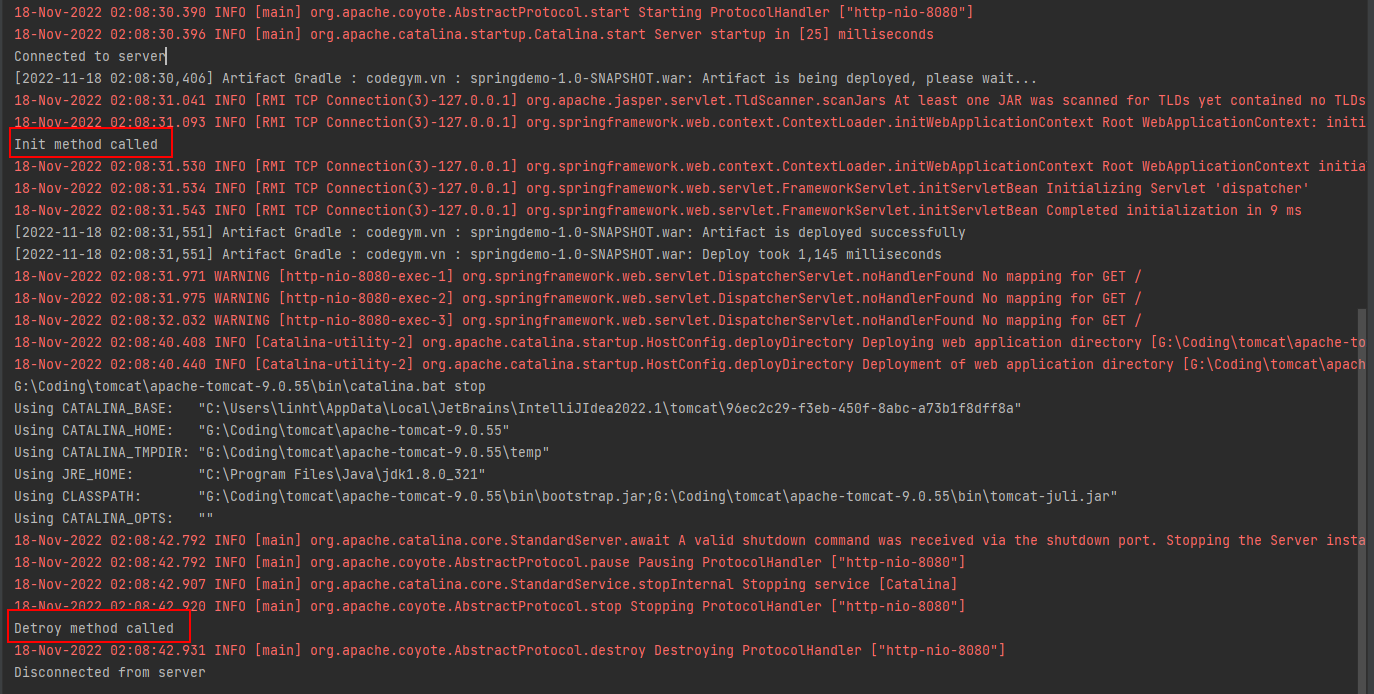 18-Nov-2022 02:08:30.390 INFO [main] org.apache.coyote.AbstractProtocol.start Starting ProtocolHandler ["http-nio-8080"]
18-Nov-2022 02:08:30.396 INFO [main] org.apache.catalina.startup.Catalina.start Server startup in [25] milliseconds
Connected to server
[2022-11-18 02:08:30,406] Artifact Gradle : codegym.vn : springdemo-1.0-SNAPSHOT.war: Artifact is being deployed, please wait...
18-Nov-2022 02:08:31.041 INFO [RMI TCP Connection(3)-127.0.0.1] org.apache.jasper.servlet.TldScanner.scanJars At least one JAR was scanned for TLDs yet contained no TLDs
18-Nov-2022 02:08:31.093 INFO [RMI TCP Connection(3)-127.0.0.1] org.springframework.web.context.ContextLoader.initWebApplicationContext Root WebApplicationContext: initi
Init method called
18-Nov-2022 02:08:31.530 INFO [RMI TCP Connection(3)-127.0.0.1] org.springframework.web.context.ContextLoader.initWebApplicationContext Root WebApplicationContext initia
18-Nov-2022 02:08:31.534 INFO [RMI TCP Connection(3)-127.0.0.1] org.springframework.web.servlet.FrameworkServlet.initServletBean Initializing Servlet 'dispatcher'
18-Nov-2022 02:08:31.543 INFO [RMI TCP Connection(3)-127.0.0.1] org.springframework.web.servlet.FrameworkServlet.initServletBean Completed initialization in 9 ms
[2022-11-18 02:08:31,551] Artifact Gradle : codegym.vn : springdemo-1.0-SNAPSHOT.war: Artifact is deployed successfully
[2022-11-18 02:08:31,551] Artifact Gradle : codegym.vn : springdemo-1.0-SNAPSHOT.war: Deploy took 1,145 milliseconds
18-Nov-2022 02:08:31.971 WARNING [http-nio-8080-exec-1] org.springframework.web.servlet.DispatcherServlet.noHandlerFound No mapping for GET /
18-Nov-2022 02:08:31.975 WARNING [http-nio-8080-exec-2] org.springframework.web.servlet.DispatcherServlet.noHandlerFound No mapping for GET /
18-Nov-2022 02:08:32.032 WARNING [http-nio-8080-exec-3] org.springframework.web.servlet.DispatcherServlet.noHandlerFound No mapping for GET /
18-Nov-2022 02:08:40.408 INFO [Catalina-utility-2] org.apache.catalina.startup.HostConfig.deployDirectory Deploying web application directory [G:\Coding\tomcat\apache-to
18-Nov-2022 02:08:40.440 INFO [Catalina-utility-2] org.apache.catalina.startup.HostConfig.deployDirectory Deployment of web application directory [G:\Coding\tomcat\apach
G:\Coding\tomcat\apache-tomcat-9.0.55\bin\catalina.bat stop
Using CATALINA_BASE:   "C:\Users\linht\AppData\Local\JetBrains\IntelliJIdea2022.1\tomcat\96ec2c29-f3eb-450f-8abc-a73b1f8dff8a"
Using CATALINA_HOME:   "G:\Coding\tomcat\apache-tomcat-9.0.55"
Using CATALINA_TMPDIR: "G:\Coding\tomcat\apache-tomcat-9.0.55\temp"
Using JRE_HOME:        "C:\Program Files\Java\jdk1.8.0_321"
Using CLASSPATH:       "G:\Coding\tomcat\apache-tomcat-9.0.55\bin\bootstrap.jar;G:\Coding\tomcat\apache-tomcat-9.0.55\bin\tomcat-juli.jar"
Using CATALINA_OPTS:   ""
18-Nov-2022 02:08:42.792 INFO [main] org.apache.catalina.core.StandardServer.await A valid shutdown command was received via the shutdown port. Stopping the Server insta
18-Nov-2022 02:08:42.792 INFO [main] org.apache.coyote.AbstractProtocol.pause Pausing ProtocolHandler ["http-nio-8080"]
18-Nov-2022 02:08:42.907 INFO [main] org.apache.catalina.core.StandardService.stopInternal Stopping service [Catalina]
18-Nov-2022 02:08:42.920 INFO [main] org.apache.coyote.AbstractProtocol.stop Stopping ProtocolHandler ["http-nio-8080"]
Detroy method called
18-Nov-2022 02:08:42.931 INFO [main] org.apache.coyote.AbstractProtocol.destroy Destroying ProtocolHandler ["http-nio-8080"]
Disconnected from server